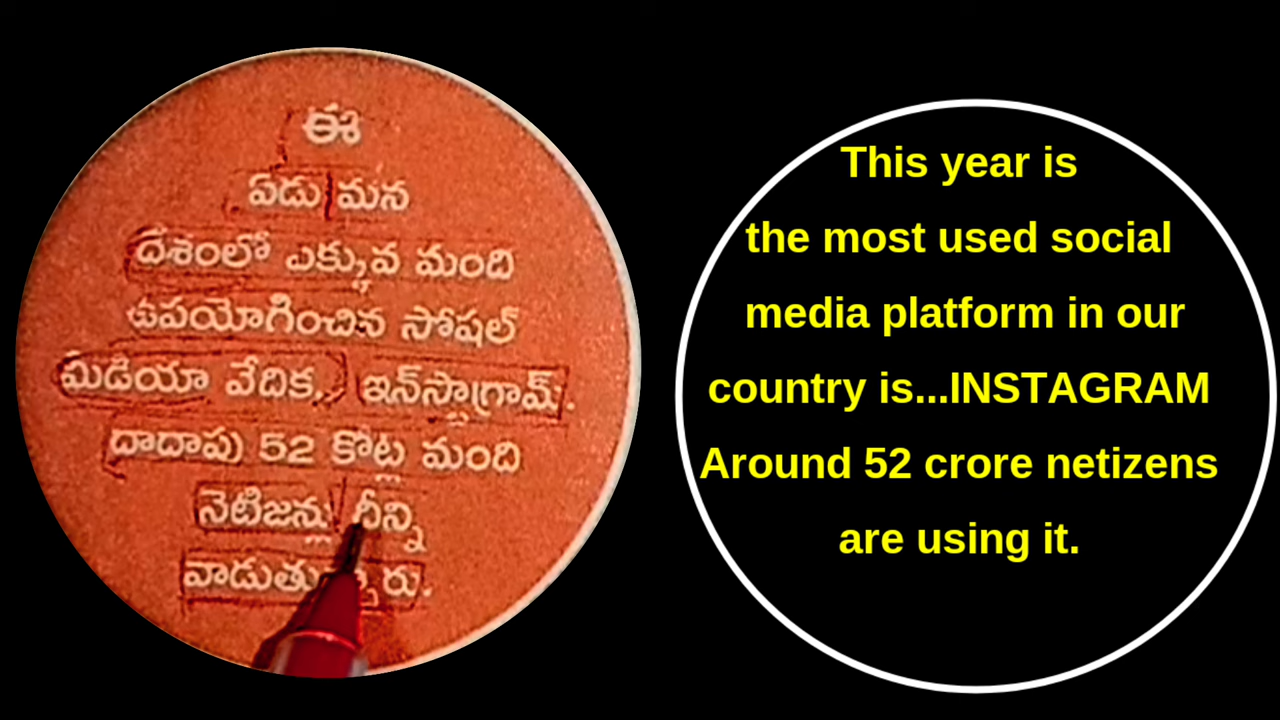 ఈ
ఏడు మన
దేశంలో ఎక్కువ మంది
ఉపయోగించిన సోషల్
మీడియా వేదిక.. ఇన్‌స్టాగ్రామ్.
దాదాపు 52 కోట్ల మంది
నెటిజన్లు దీన్ని
This year is
the most used social
media platform in our
country is...INSTAGRAM
Around 52 crore netizens
are using it.